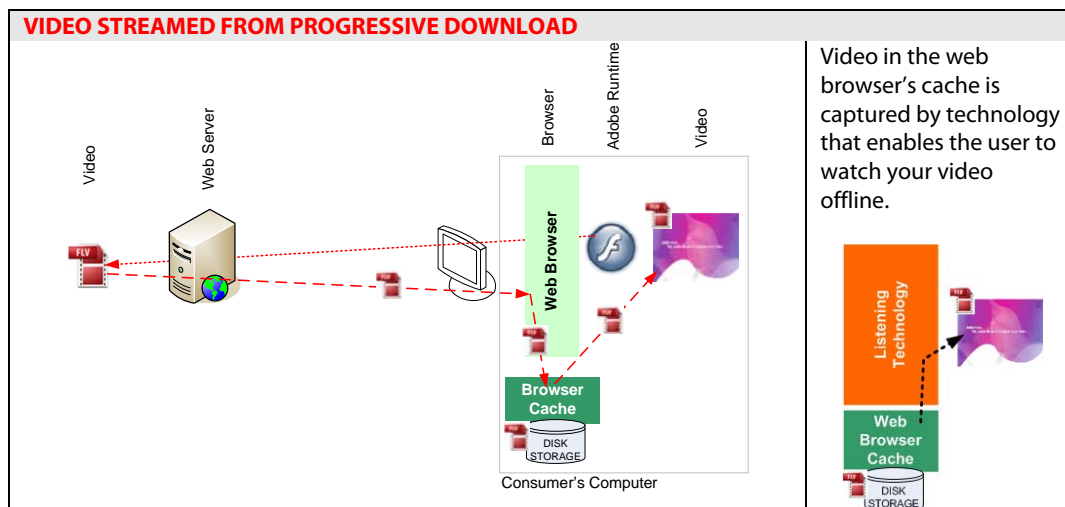 VIDEO STREAMED FROM PROGRESSIVE DOWNLOAD
Video
Web Server
Browser
Adobe Runtime
Video
FLV
FLV
Web Browser
FLV
FLV
FLV
Browser
Cache
FLV
DISK
STORAGE
Consumer's Computer
Video in the web
browser's cache is
captured by technology
that enables the user to
watch your video
offline.
Listening
Technology
FLV
Web
Browser
Cache
FLV
DISK
STORAGE